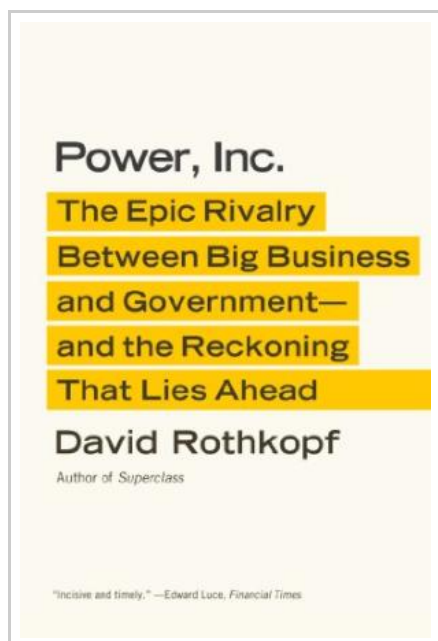 Power, Inc.
The Epic Rivalry
Between Big Business
and Government—
and the Reckoning
That Lies Ahead
David Rothkopf
Author of Superclass
"Incisive and timely." —Edward Luce, Financial Times